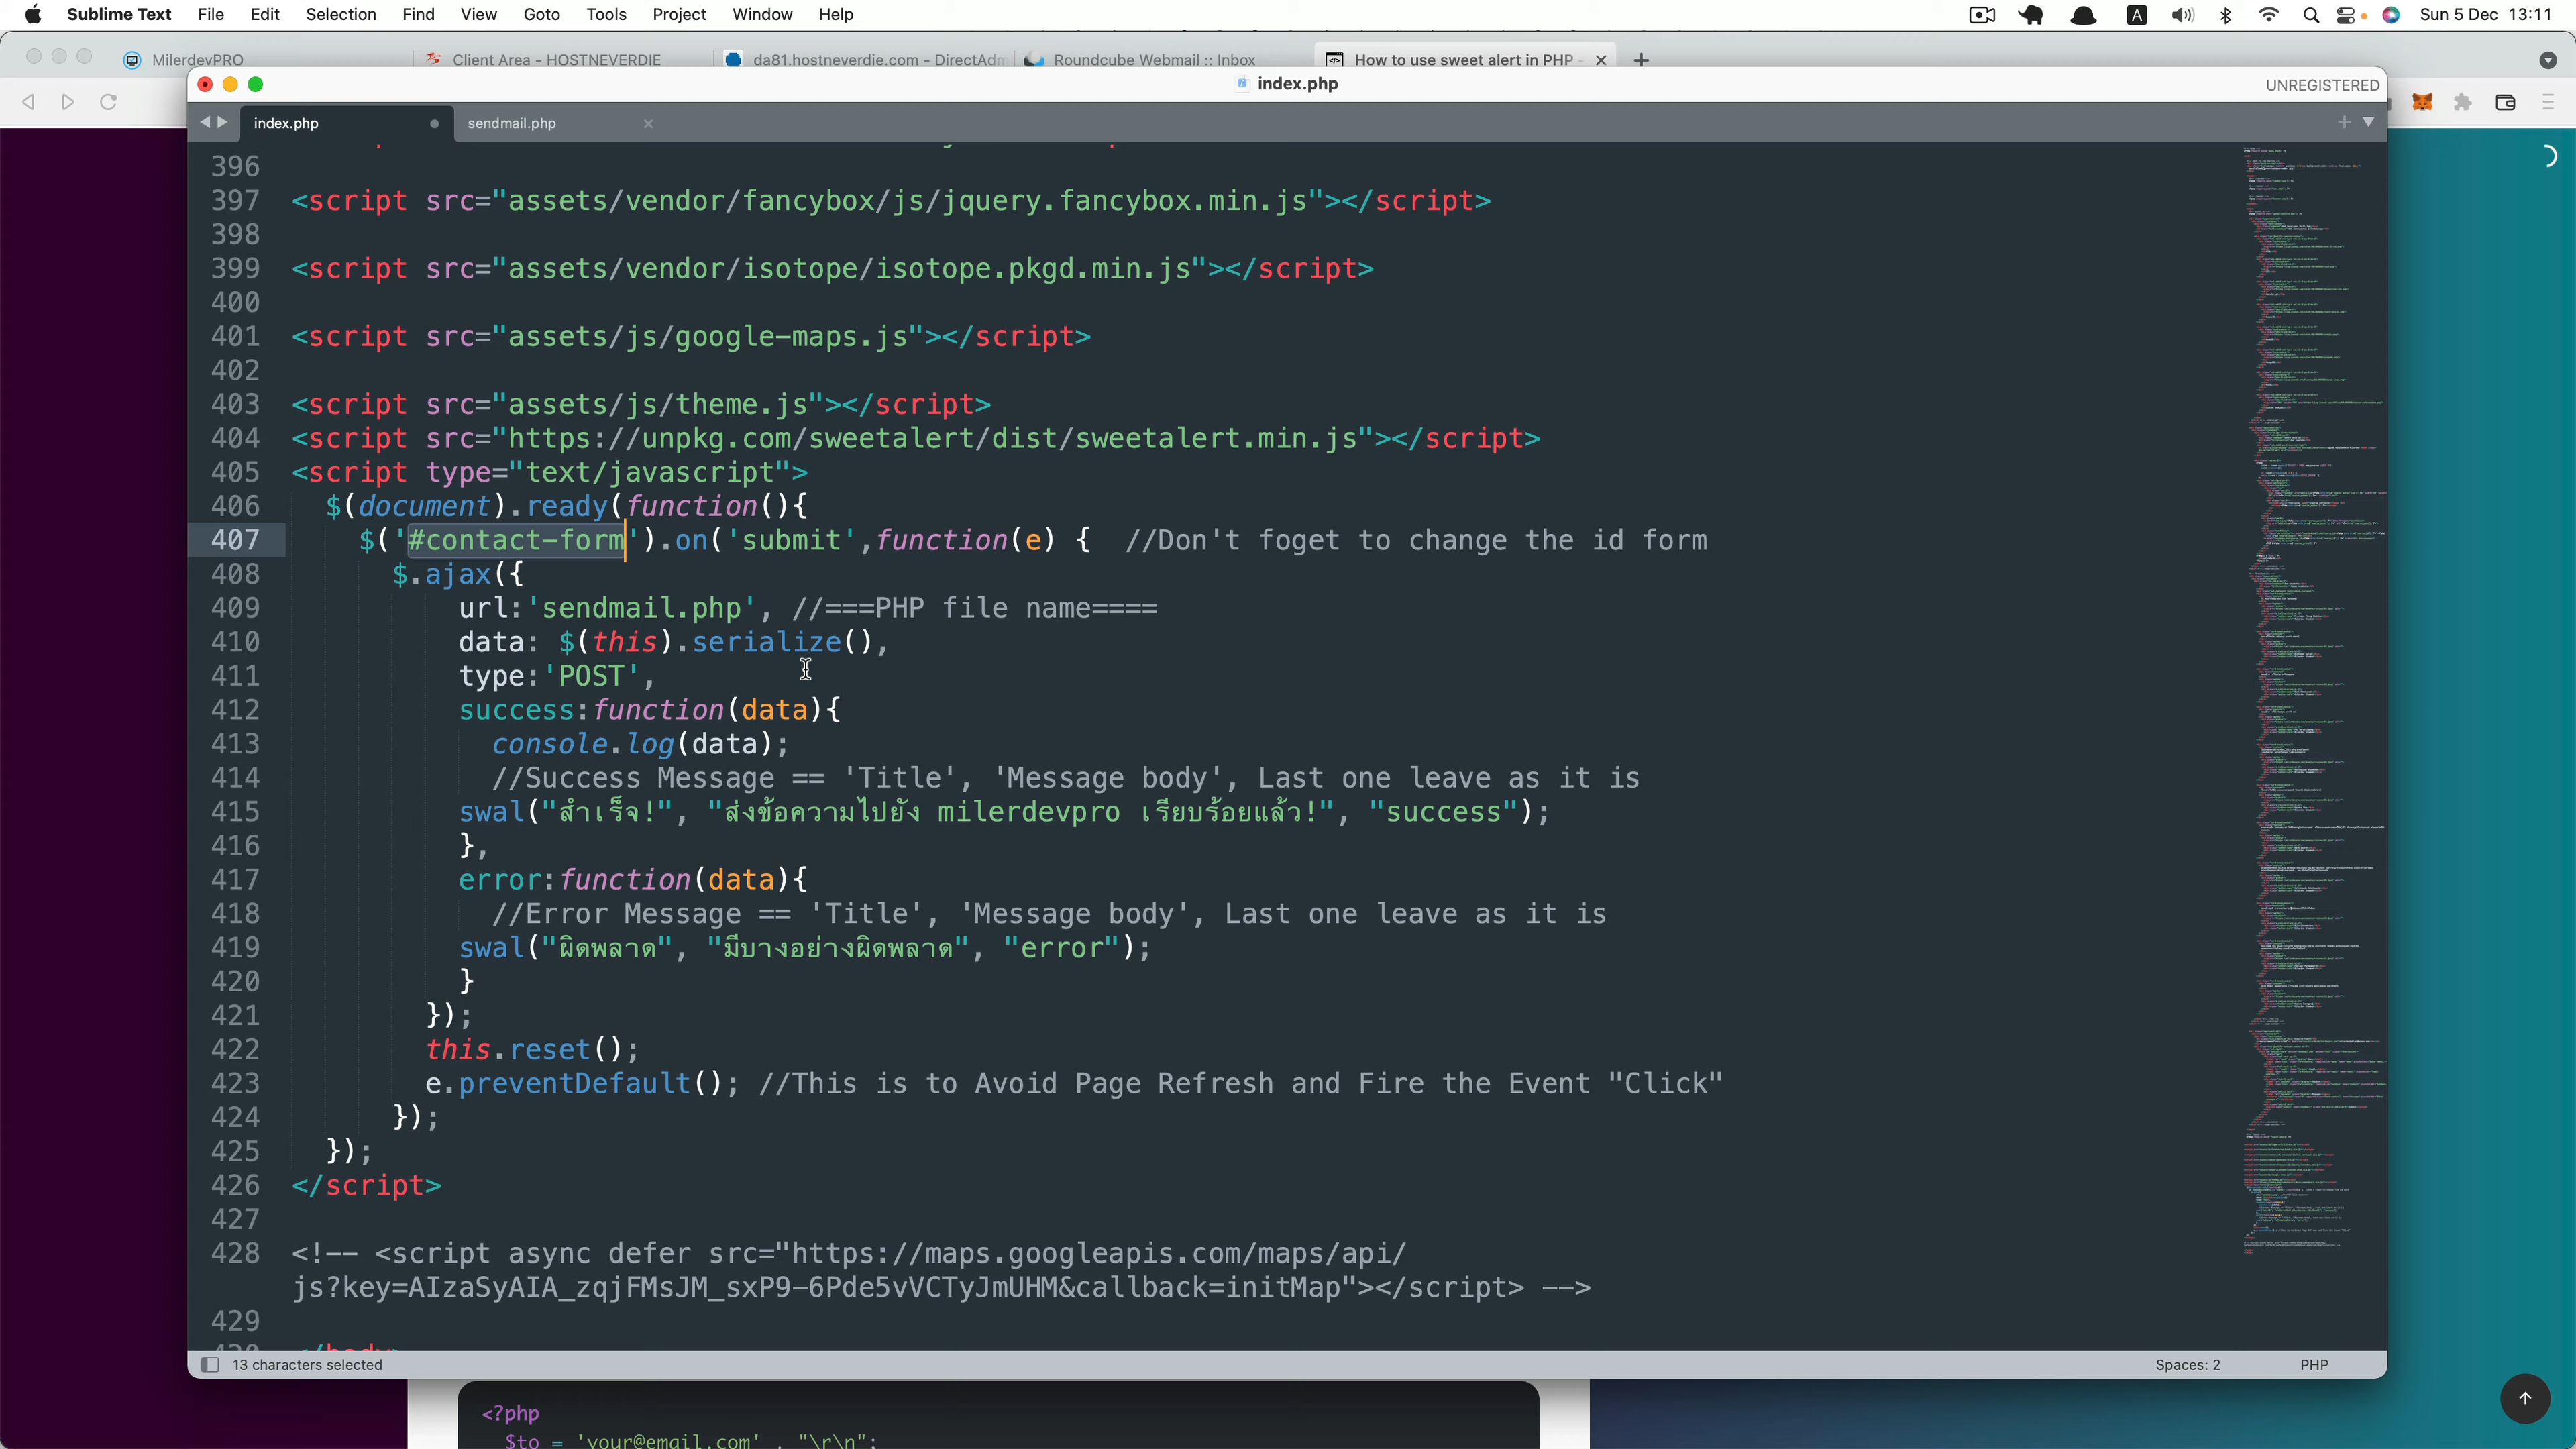 Sublime Text File Edit Selection Find View Goto Tools Project Window Help A Sun 5 Dec 13:11
MilerdevPRO Client Area - HOSTNEVERDIE da81.hostneverdie.com - DirectAdm Roundcube Webmail :: Inbox How to use sweet alert in PHP -
index.php UNREGISTERED
index.php sendmail.php
396
397 <script src="assets/vendor/fancybox/js/jquery.fancybox.min.js"></script>
398
399 <script src="assets/vendor/isotope/isotope.pkgd.min.js"></script>
400
401 <script src="assets/js/google-maps.js"></script>
402
403 <script src="assets/js/theme.js"></script>
404 <script src="https://unpkg.com/sweetalert/dist/sweetalert.min.js"></script>
405 <script type="text/javascript">
406 $(document).ready(function(){
407 $('#contact-form').on('submit',function(e) { //Don't foget to change the id form
408 $.ajax({
409 url:'sendmail.php', //===PHP file name====
410 data: $(this).serialize(),
411 type:'POST',
412 success:function(data){
413 console.log(data);
414 //Success Message == 'Title', 'Message body', Last one leave as it is
415 swal("สำเร็จ!", "ส่งข้อความไปยัง milerdevpro เรียบร้อยแล้ว!", "success");
416 },
417 error:function(data){
418 //Error Message == 'Title', 'Message body', Last one leave as it is
419 swal("ผิดพลาด", "มีบางอย่างผิดพลาด", "error");
420 }
421 });
422 this.reset();
423 e.preventDefault(); //This is to Avoid Page Refresh and Fire the Event "Click"
424 });
425 });
426 </script>
427
428 <!-- <script async defer src="https://maps.googleapis.com/maps/api/
js?key=AIzaSyAIA_zqjFMsJM_sxP9-6Pde5vVCTyJmUHM&callback=initMap"></script> -->
429
13 characters selected Spaces: 2 PHP
<?php
$to = 'your@email.com' . "\r\n";